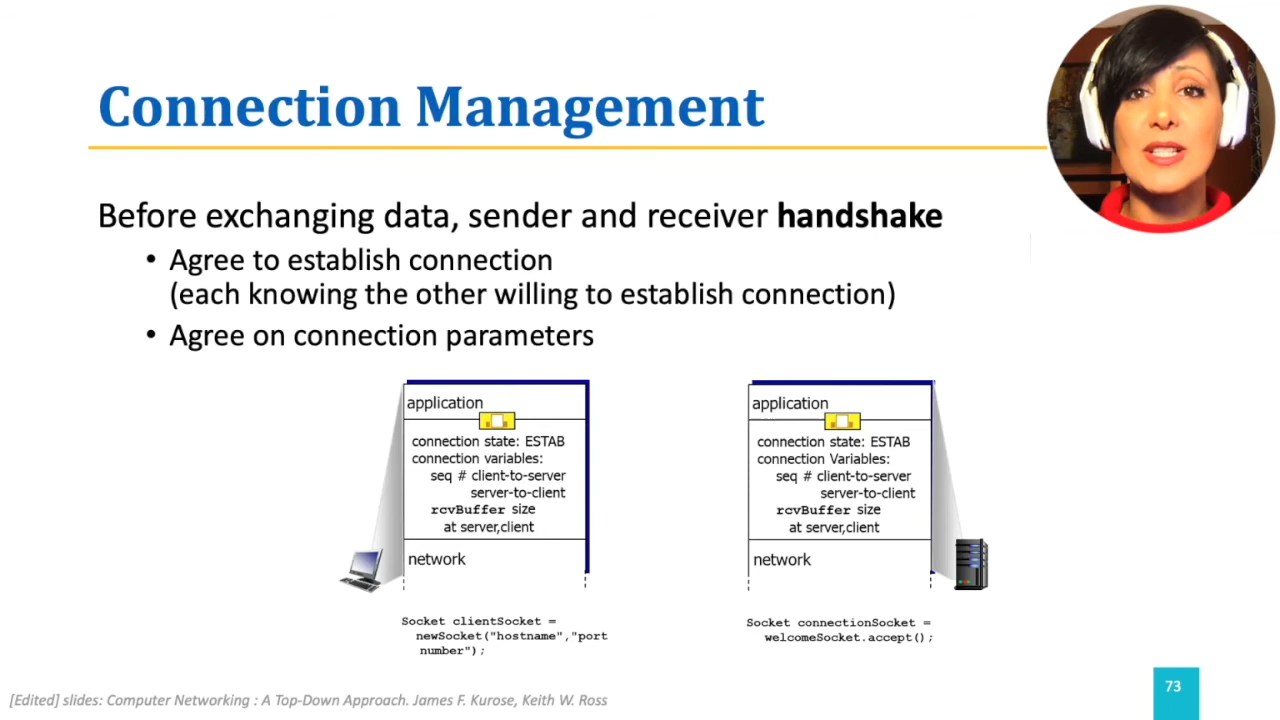 Connection Management
Before exchanging data, sender and receiver handshake
• Agree to establish connection
(each knowing the other willing to establish connection)
• Agree on connection parameters
application
connection state: ESTAB
connection variables:
seq # client-to-server
server-to-client
rcvBuffer size
at server,client
network
Socket clientSocket =
newSocket("hostname","port
number");
application
connection state: ESTAB
connection Variables:
seq # client-to-server
server-to-client
rcvBuffer size
at server,client
network
Socket connectionSocket =
welcomeSocket.accept();
[Edited] slides: Computer Networking : A Top-Down Approach. James F. Kurose, Keith W. Ross
73